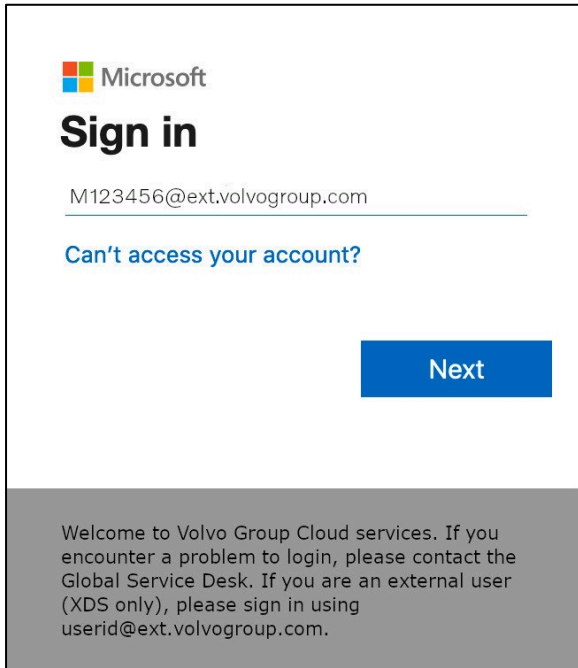 Microsoft
Sign in
M123456@ext.volvogroup.com
Can't access your account?
Next
Welcome to Volvo Group Cloud services. If you
encounter a problem to login, please contact the
Global Service Desk. If you are an external user
(XDS only), please sign in using
userid@ext.volvogroup.com.